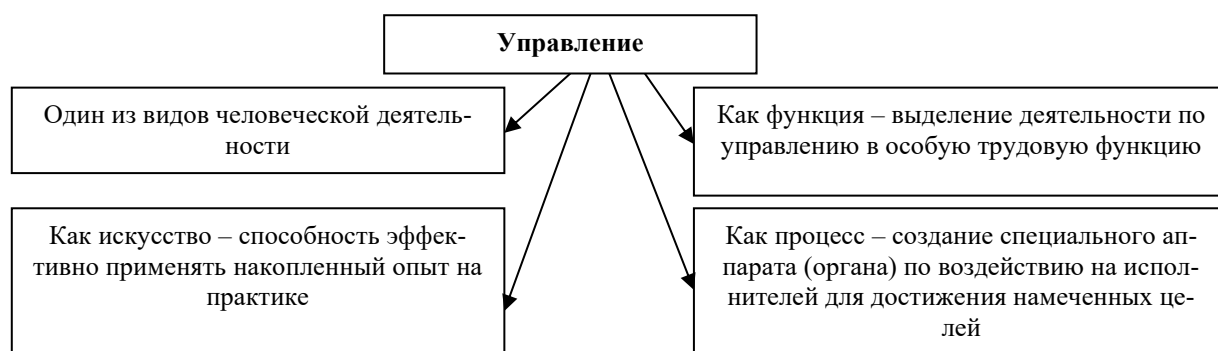 Управление
Один из видов человеческой деятель-
ности
Как функция – выделение деятельности по
управлению в особую трудовую функцию
Как искусство – способность эффек-
тивно применять накопленный опыт на
практике
Как процесс – создание специального ап-
парата (органа) по воздействию на испол-
нителей для достижения намеченных це-
лей